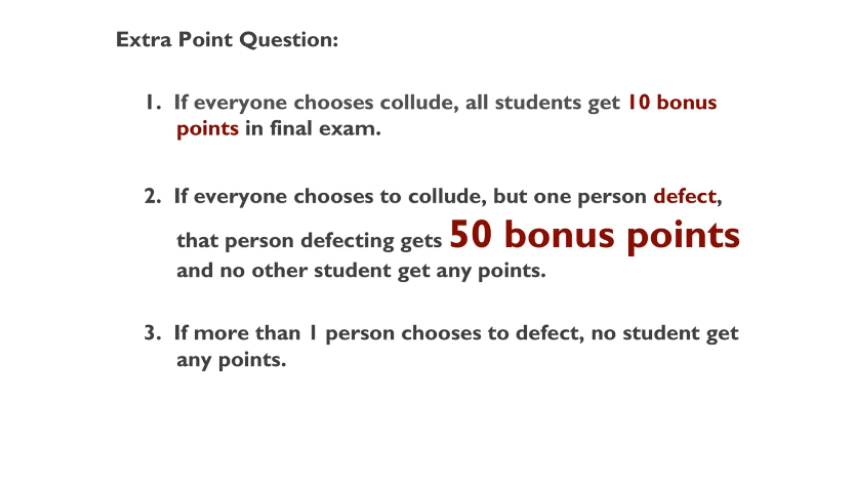 Extra Point Question:
1. If everyone chooses collude, all students get 10 bonus
points in final exam.
2. If everyone chooses to collude, but one person defect,
that person defecting gets 50 bonus points
and no other student get any points.
3. If more than 1 person chooses to defect, no student get
any points.